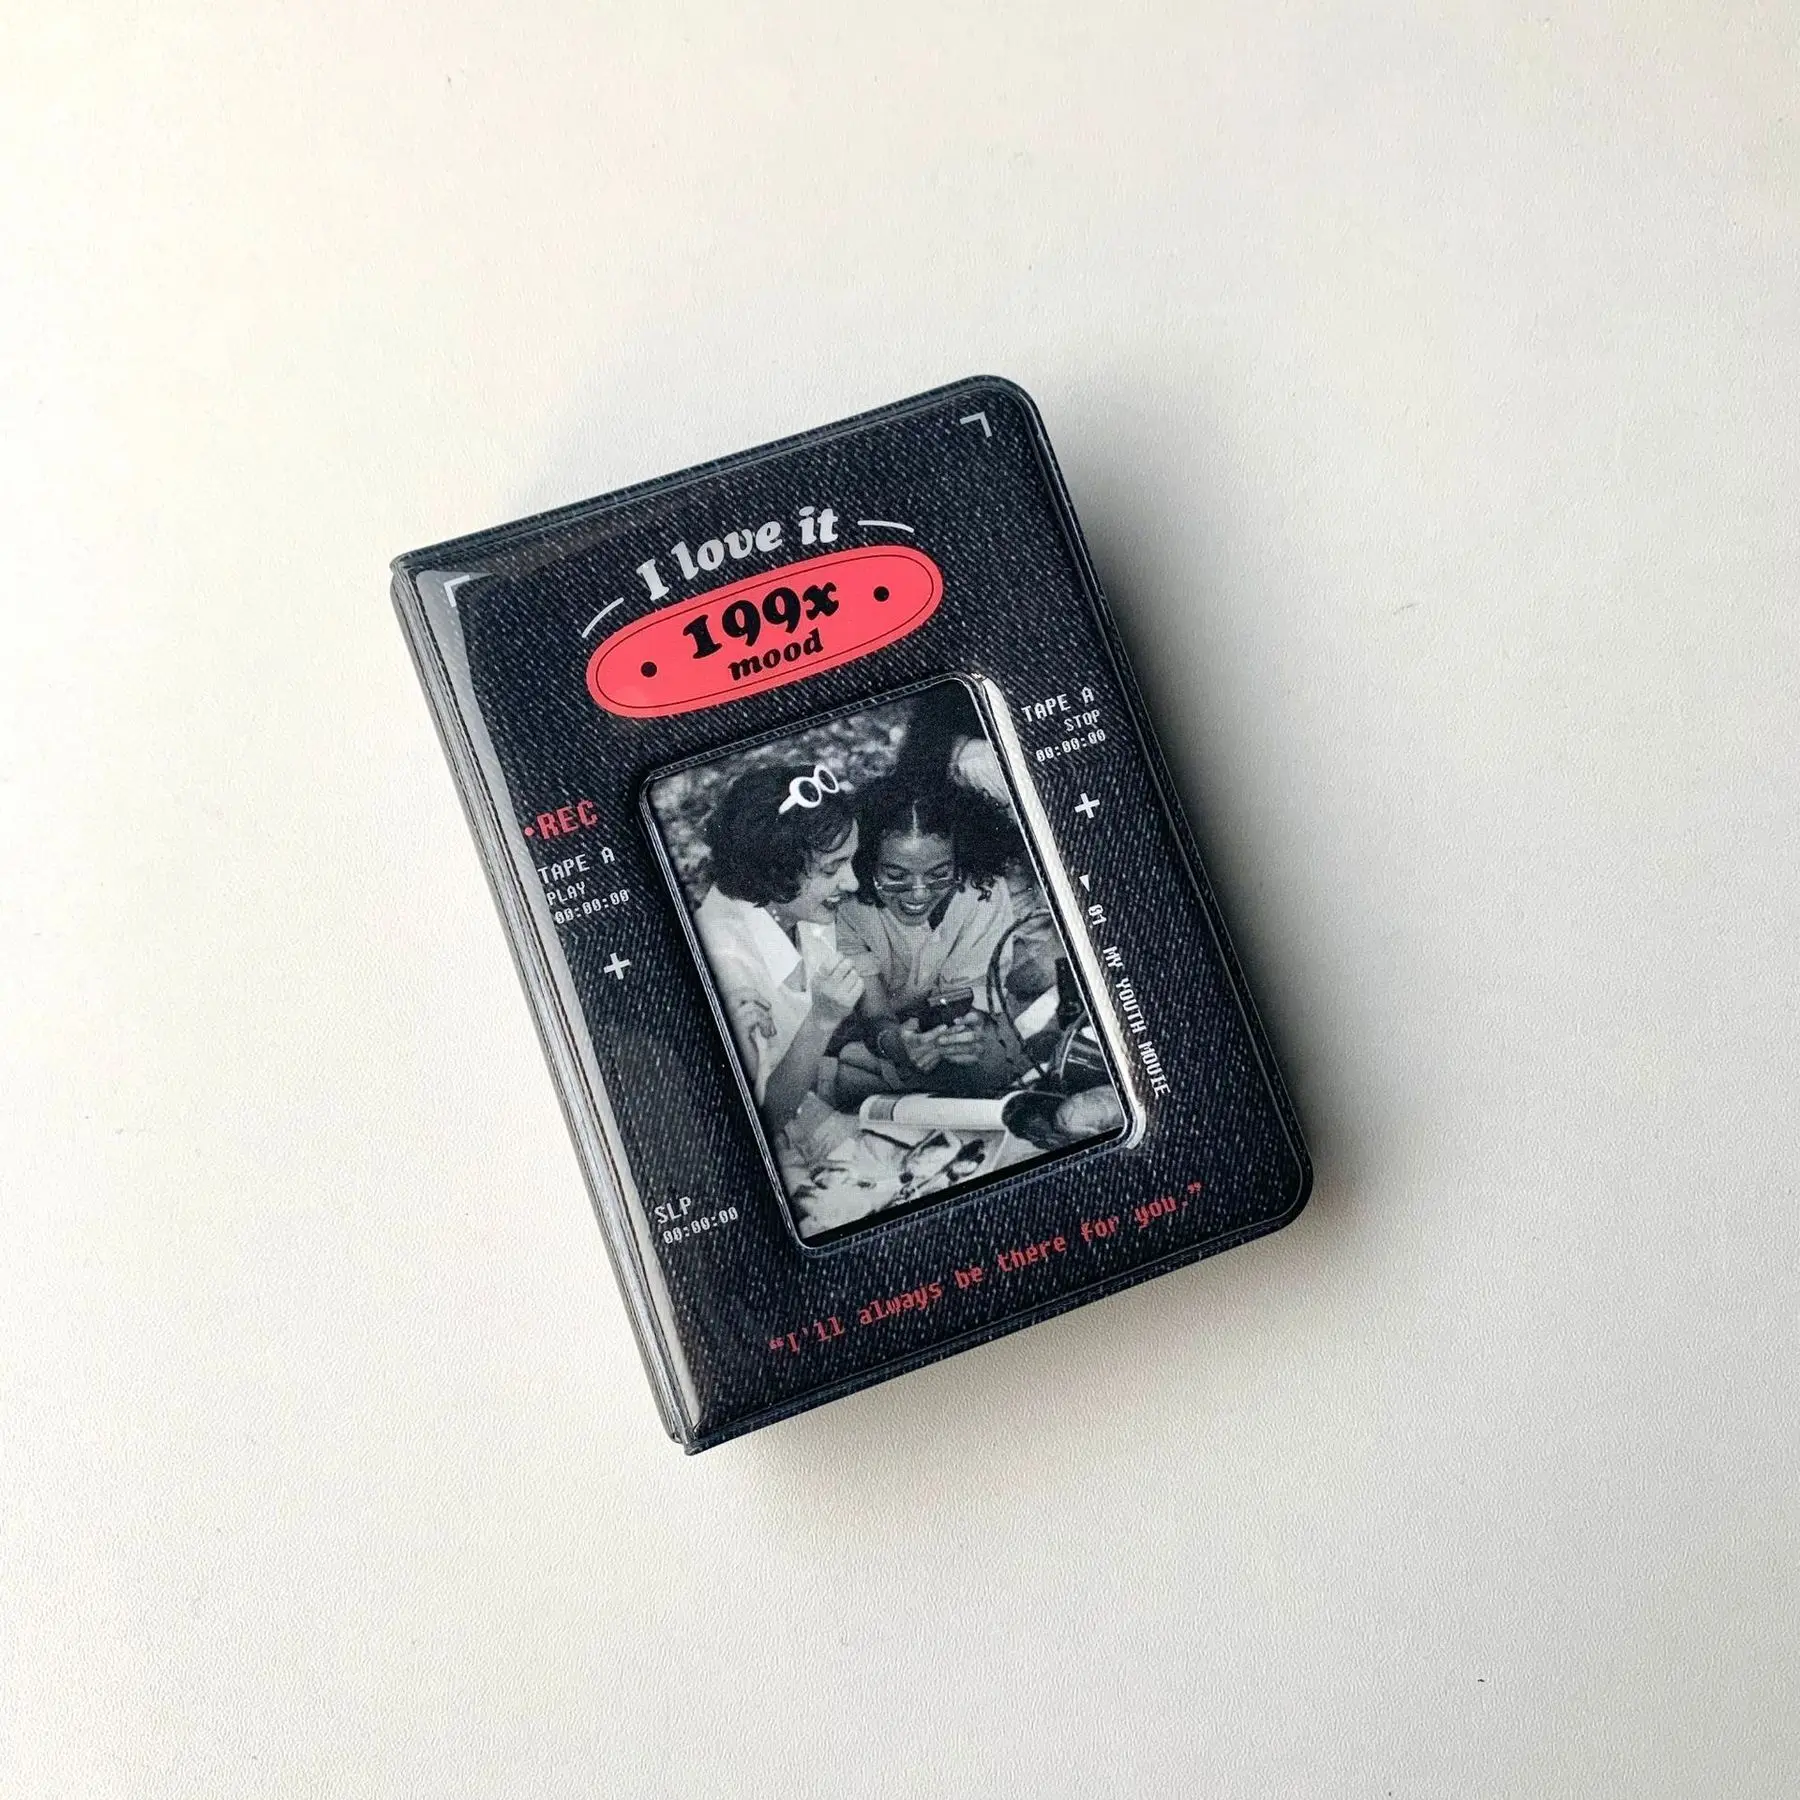 I love it
199x
mood
TAPE A
STOP
00:00:00
•REC
TAPE A
PLAY
00:00:00
01 MY YOUTH MOVIE
SLP
00:00:00
“I'll always be there for you.”